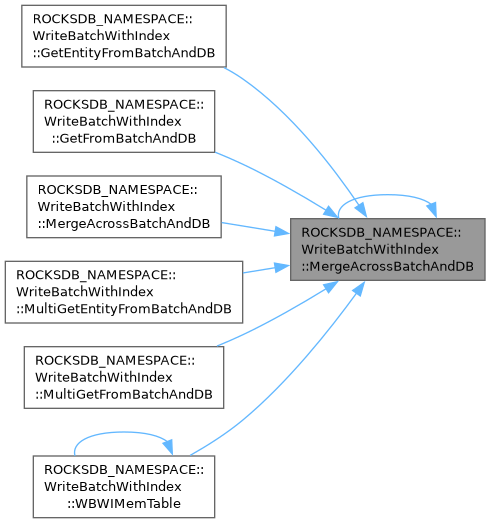 ROCKSDB_NAMESPACE::
WriteBatchWithIndex
::GetEntityFromBatchAndDB
ROCKSDB_NAMESPACE::
WriteBatchWithIndex
::GetFromBatchAndDB
ROCKSDB_NAMESPACE::
WriteBatchWithIndex
::MergeAcrossBatchAndDB
ROCKSDB_NAMESPACE::
WriteBatchWithIndex
::MergeAcrossBatchAndDB
ROCKSDB_NAMESPACE::
WriteBatchWithIndex
::MultiGetEntityFromBatchAndDB
ROCKSDB_NAMESPACE::
WriteBatchWithIndex
::MultiGetFromBatchAndDB
ROCKSDB_NAMESPACE::
WriteBatchWithIndex
::WBWIMemTable